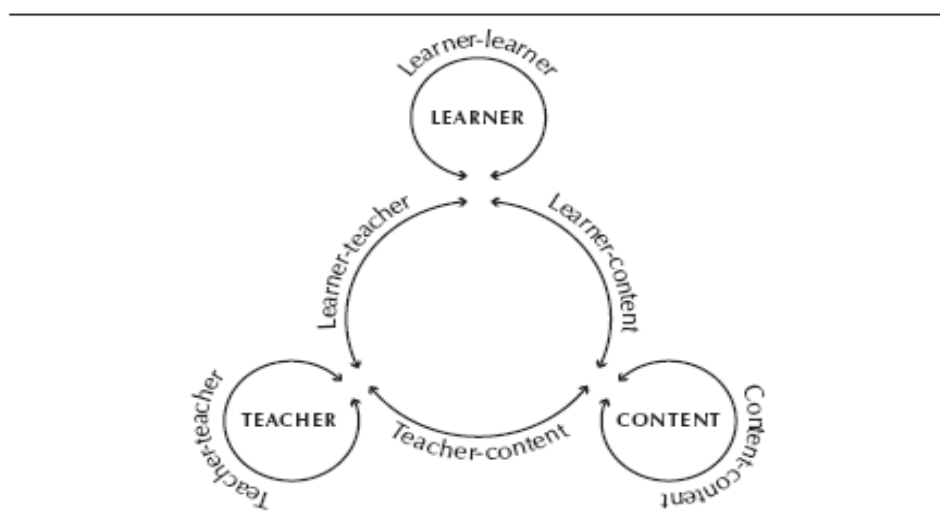 Learner-learner
LEARNER
Learner-teacher
Learner-content
Teacher-teacher
TEACHER
Teacher-content
CONTENT
Content-content